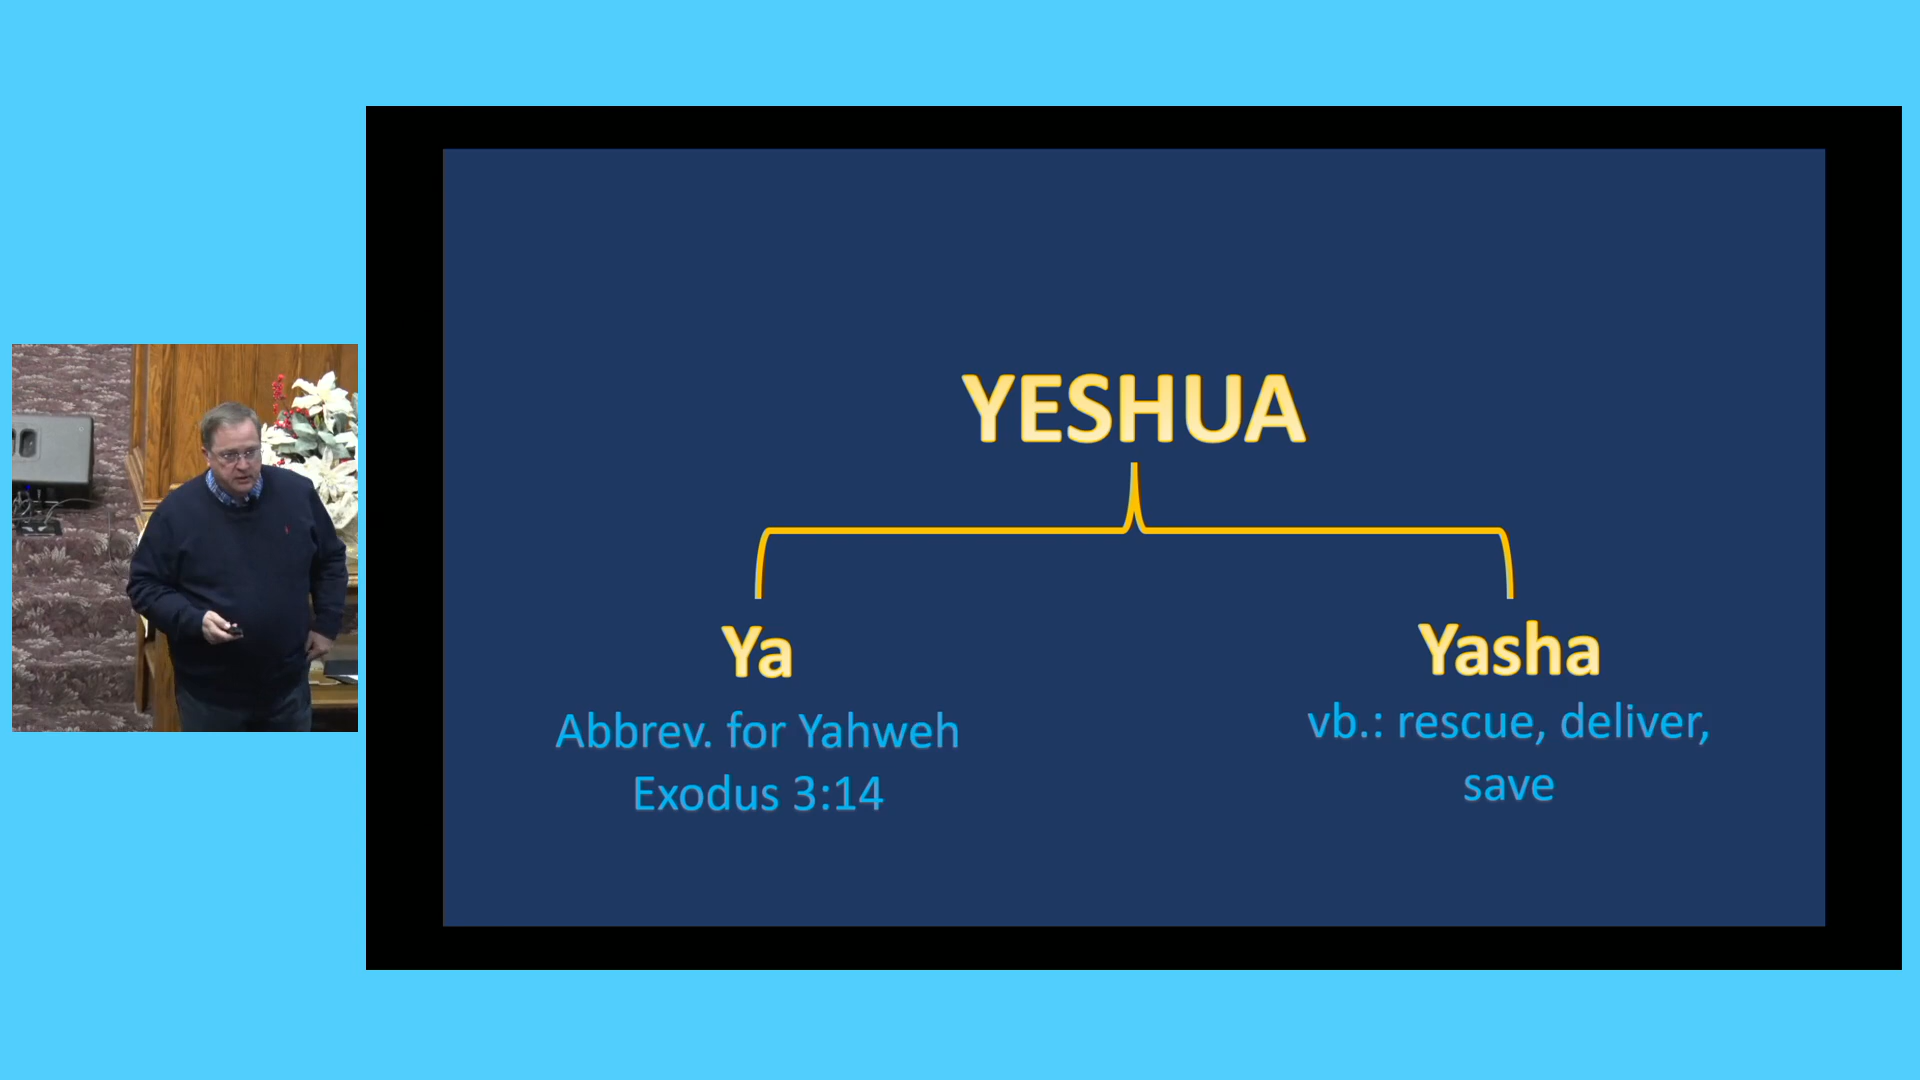 YESHUA
Ya
Abbrev. for Yahweh
Exodus 3:14
Yasha
vb.: rescue, deliver,
save